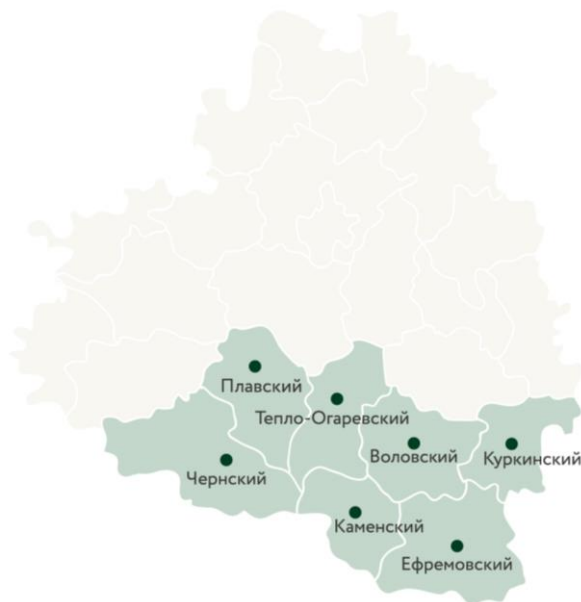 Плавский
Тепло-Огаревский
Воловский
Куркинский
Чернский
Каменский
Ефремовский